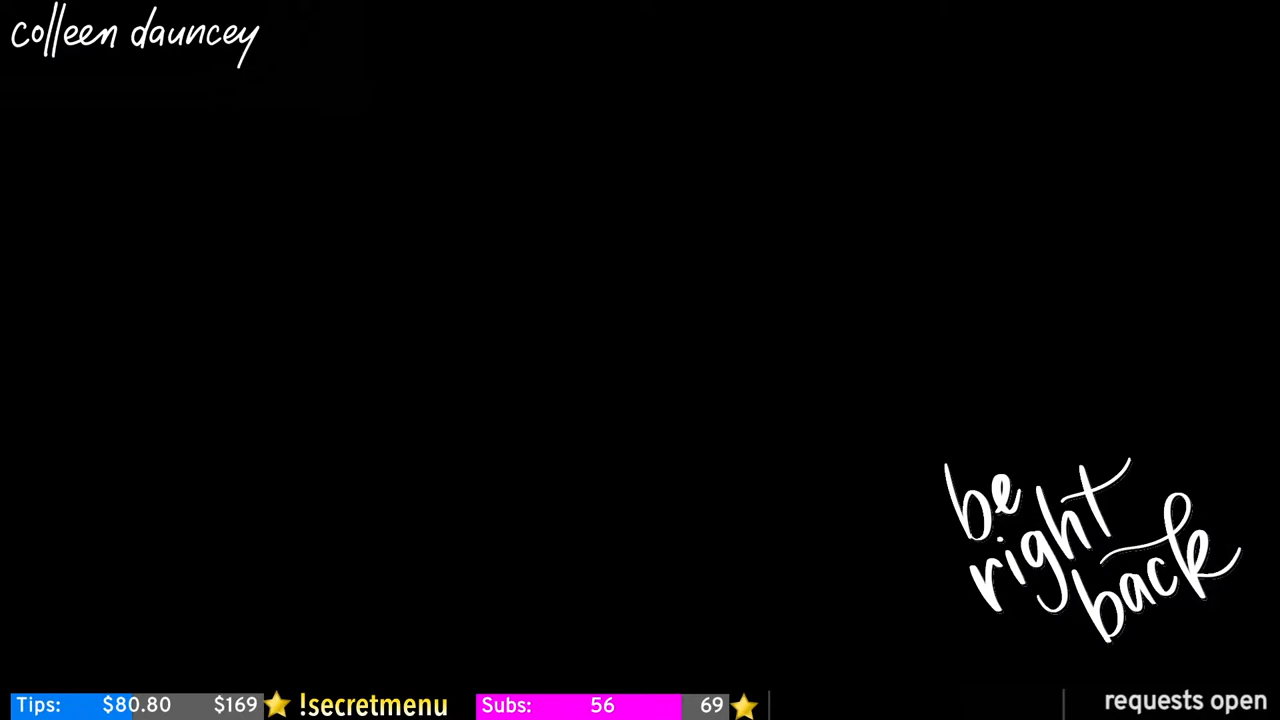 colleen dauncey
be
right
back
Tips: $80.80 $169 !secretmenu Subs: 56 69 requests open